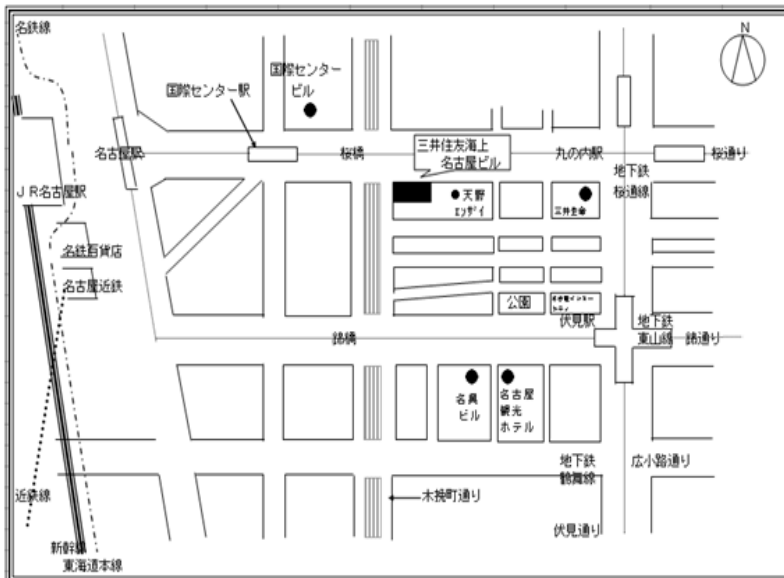 名鉄線
N
国際センター
ビル
国際センター駅
三井住友海上
名古屋ビル
名古屋駅
桜橋
丸の内駅
桜通り
地下鉄
桜通線
ＪＲ名古屋駅
天野
エンザイ
三井生命
名鉄百貨店
名古屋近鉄
公園
伏見駅
地下鉄
東山線
錦通り
錦橋
ビル
名古屋
観光
ホテル
地下鉄
鶴舞線
広小路通り
近鉄線
木挽町通り
伏見通り
新幹線
東海道本線